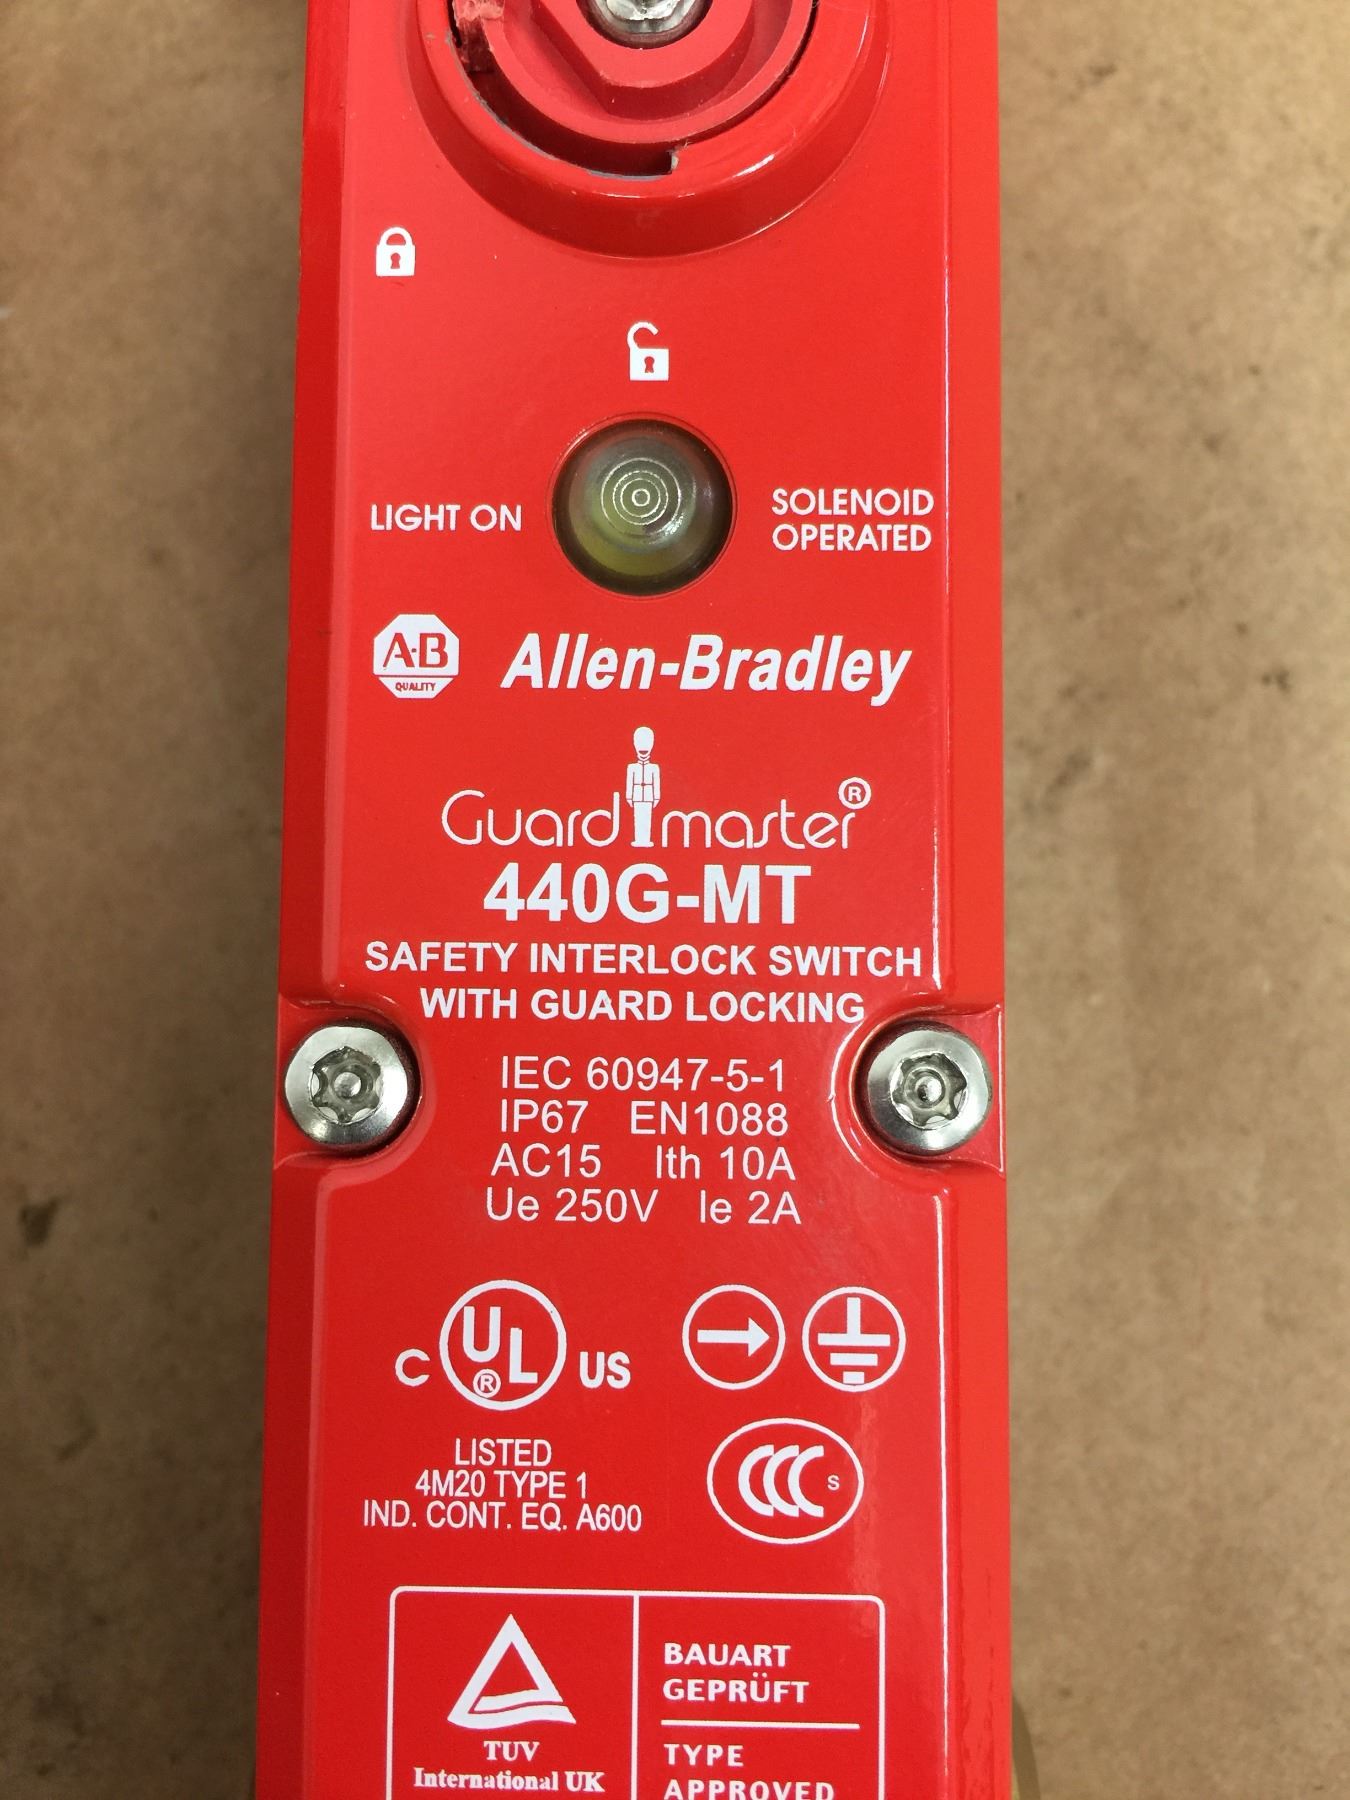 LIGHT ON
SOLENOID
OPERATED
A·B
QUALITY
Allen-Bradley
Guardmaster®
440G-MT
SAFETY INTERLOCK SWITCH
WITH GUARD LOCKING
IEC 60947-5-1
IP67 EN1088
AC15 Ith 10A
Ue 250V Ie 2A
C UL® US
LISTED
4M20 TYPE 1
IND. CONT. EQ. A600
CCC S
TUV
International UK
BAUART
GEPRÜFT
TYPE
APPROVED